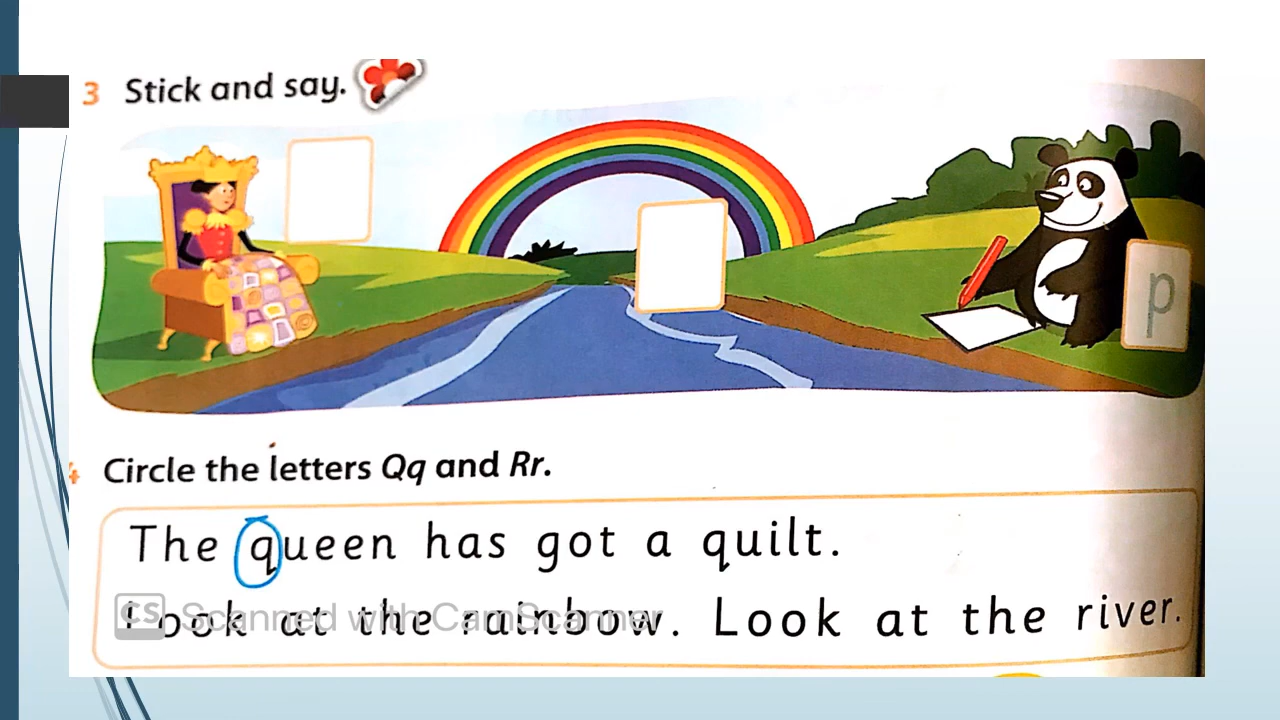 3 Stick and say.
p
4 Circle the letters Qq and Rr.
The queen has got a quilt.
Look at the rainbow. Look at the river.
CS Scanned with CamScanner